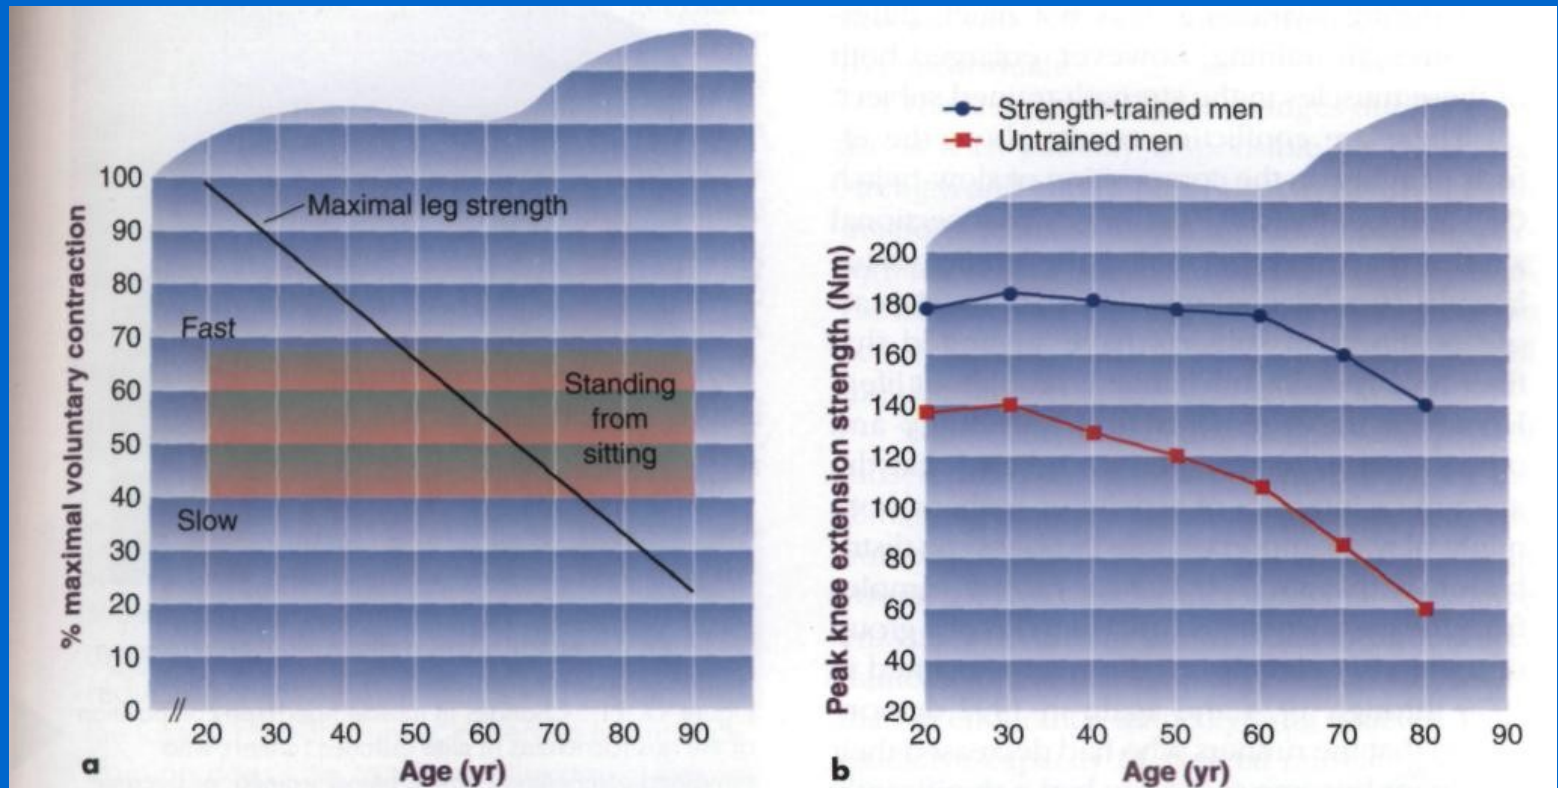 Maximal leg strength
Fast
Standing
from
sitting
Slow
% maximal voluntary contraction
100
90
80
70
60
50
40
30
20
10
0
20 30 40 50 60 70 80 90
Age (yr)
a
Strength-trained men
Untrained men
Peak knee extension strength (Nm)
200
180
160
140
120
100
80
60
40
20
20 30 40 50 60 70 80 90
Age (yr)
b